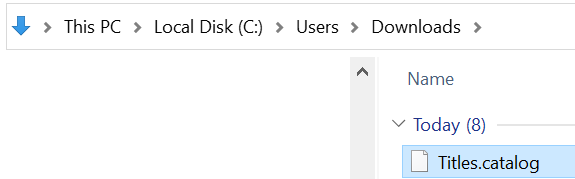 This PC > Local Disk (C:) > Users > Downloads >
Name
Today (8)
Titles.catalog